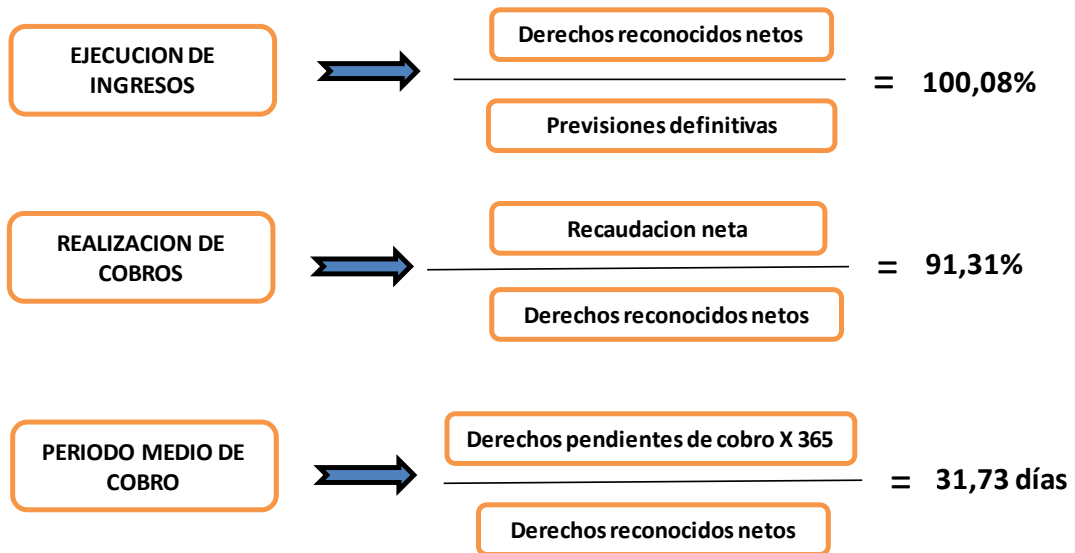 EJECUCION DE
INGRESOS
Derechos reconocidos netos
Previsiones definitivas
= 100,08%
REALIZACION DE
COBROS
Recaudacion neta
Derechos reconocidos netos
= 91,31%
PERIODO MEDIO DE
COBRO
Derechos pendientes de cobro X 365
Derechos reconocidos netos
= 31,73 días